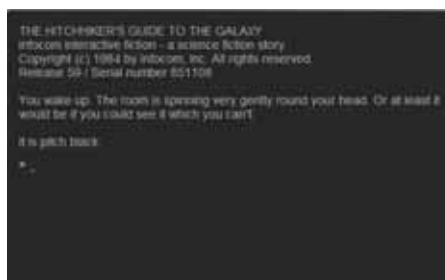 THE HITCHHIKER'S GUIDE TO THE GALAXY
Infocom interactive fiction - a science fiction story
Copyright (c) 1984 by Infocom, Inc. All rights reserved.
Release 59 / Serial number 851108
You wake up. The room is spinning very gently round your head. Or at least it
would be if you could see it which you can't.
It is pitch black.
>_